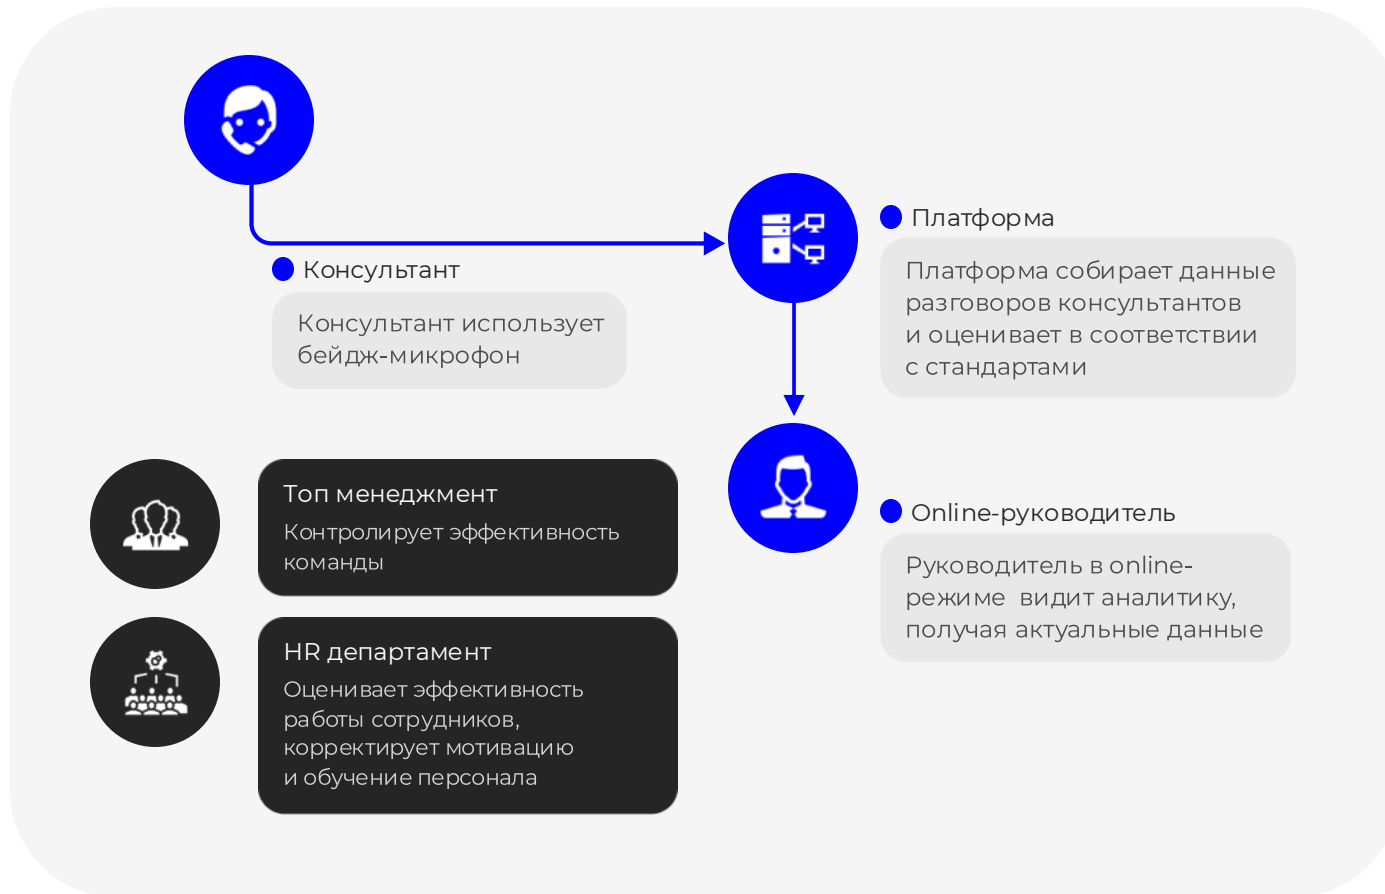 Консультант
Консультант использует
бейдж-микрофон
Платформа
Платформа собирает данные
разговоров консультантов
и оценивает в соответствии
с стандартами
Online-руководитель
Руководитель в online-
режиме видит аналитику,
получая актуальные данные
Топ менеджмент
Контролирует эффективность
команды
HR департамент
Оценивает эффективность
работы сотрудников,
корректирует мотивацию
и обучение персонала